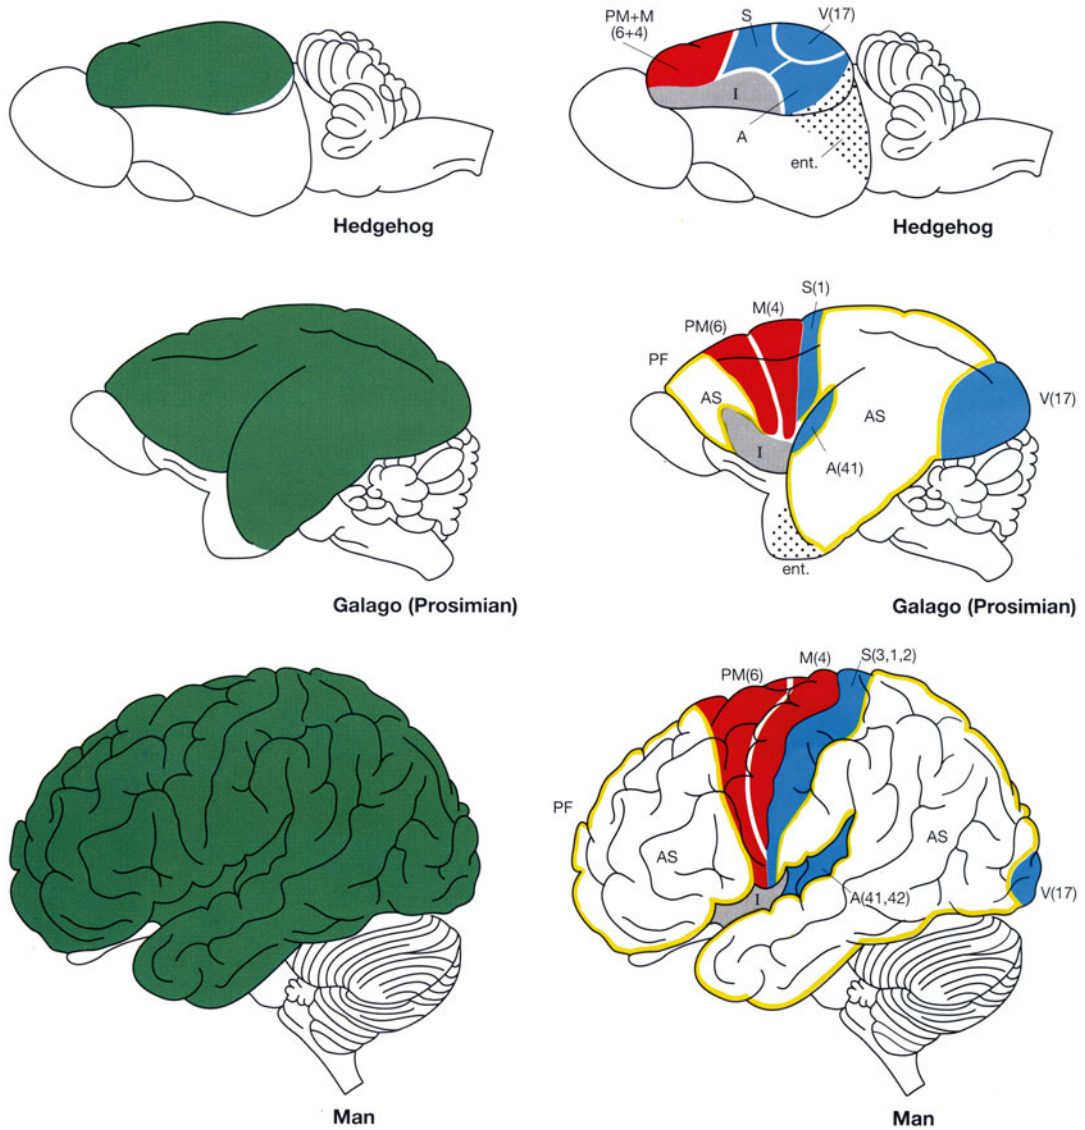 PM+M
(6+4)
S
V(17)
I
A
ent.
Hedgehog
Hedgehog
S(1)
M(4)
PM(6)
PF
AS
AS
V(17)
I
A(41)
ent.
Galago (Prosimian)
Galago (Prosimian)
S(3,1,2)
M(4)
PM(6)
PF
AS
AS
I
A(41,42)
V(17)
Man
Man